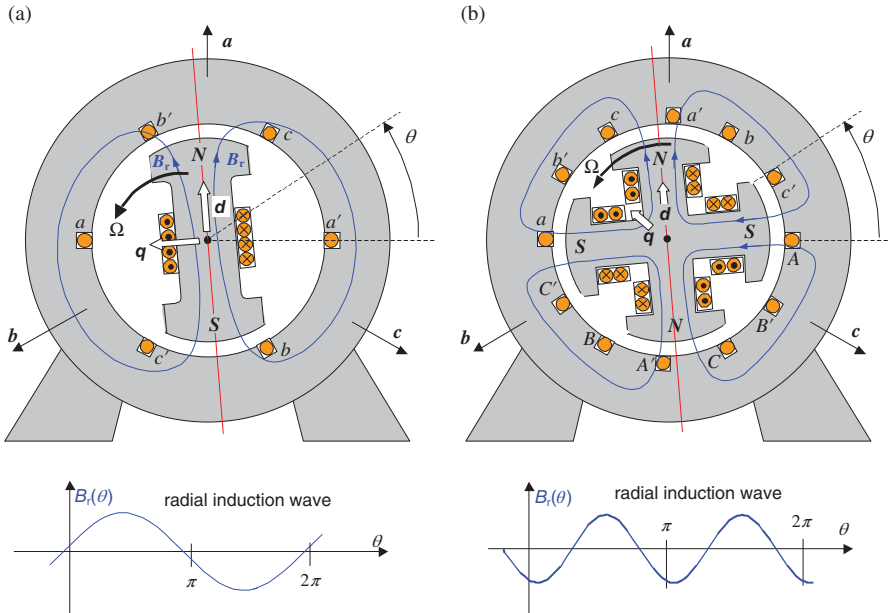 (a)
a
b′
c
N
B_r
B_r
θ
Ω
d
a
a′
q
S
b
c
c′
b
B_r(θ)
radial induction wave
θ
π
2π
(b)
a
a′
c
b
θ
Ω
N
b′
c′
d
a
q
S
S
A
C′
B′
b
B
N
C
c
A′
B_r(θ)
radial induction wave
2π
π
θ